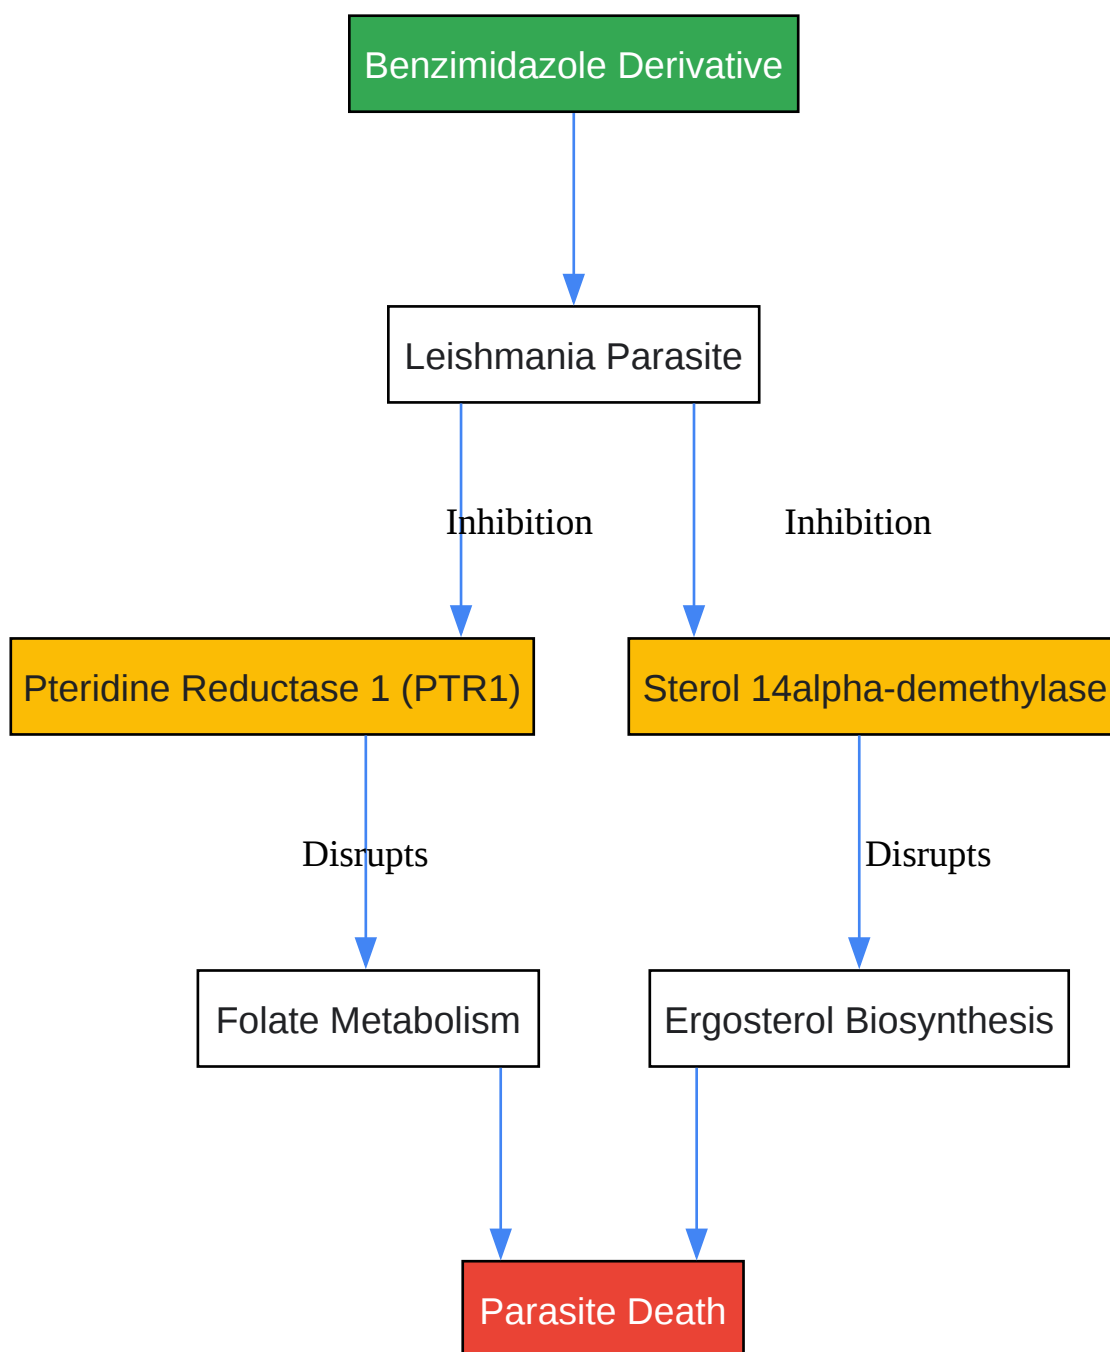 Benzimidazole Derivative
Leishmania Parasite
Inhibition
Inhibition
Pteridine Reductase 1 (PTR1)
Sterol 14alpha-demethylase
Disrupts
Disrupts
Folate Metabolism
Ergosterol Biosynthesis
Parasite Death